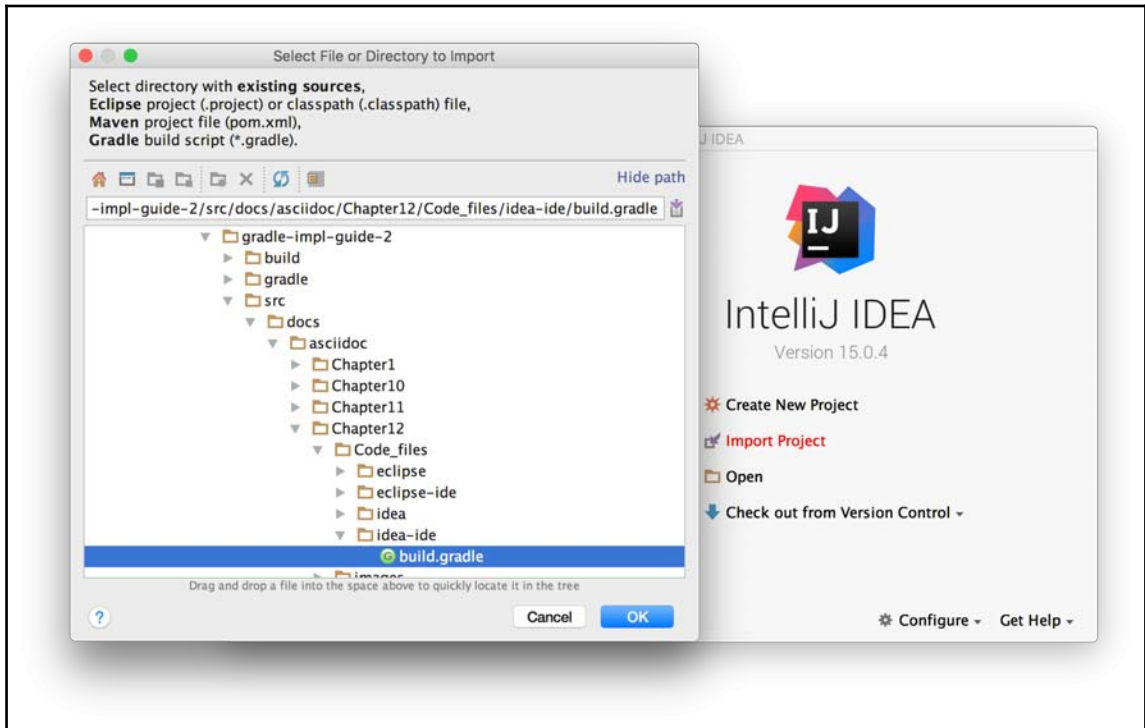 Select File or Directory to Import
Select directory with existing sources,
Eclipse project (.project) or classpath (.classpath) file,
Maven project file (pom.xml),
Gradle build script (*.gradle).
Hide path
-impl-guide-2/src/docs/asciidoc/Chapter12/Code_files/idea-ide/build.gradle
gradle-impl-guide-2
build
gradle
src
docs
asciidoc
Chapter1
Chapter10
Chapter11
Chapter12
Code_files
eclipse
eclipse-ide
idea
idea-ide
G build.gradle
images
Drag and drop a file into the space above to quickly locate it in the tree
?
Cancel
OK
J IDEA
IJ
IntelliJ IDEA
Version 15.0.4
Create New Project
Import Project
Open
Check out from Version Control
Configure
Get Help